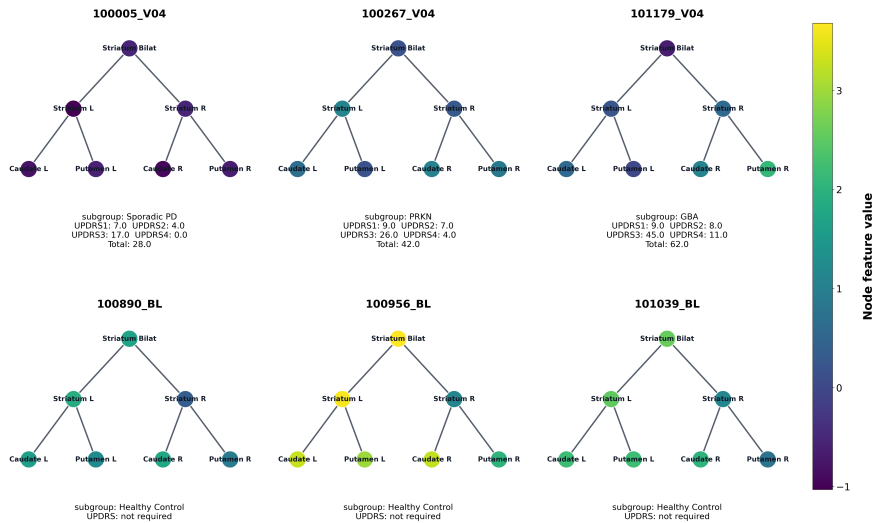 100005_V04 100267_V04 101179_V04
Striatum Bilat Striatum Bilat Striatum Bilat
Striatum L Striatum R Striatum L Striatum R Striatum L Striatum R
Caudate L Putamen L Caudate R Putamen R Caudate L Putamen L Caudate R Putamen R Caudate L Putamen L Caudate R Putamen R
subgroup: Sporadic PD
UPDRS1: 7.0 UPDRS2: 4.0
UPDRS3: 17.0 UPDRS4: 0.0
Total: 28.0
subgroup: PRKN
UPDRS1: 9.0 UPDRS2: 7.0
UPDRS3: 26.0 UPDRS4: 4.0
Total: 42.0
subgroup: GBA
UPDRS1: 9.0 UPDRS2: 8.0
UPDRS3: 45.0 UPDRS4: 11.0
Total: 62.0
100890_BL 100956_BL 101039_BL
Striatum Bilat Striatum Bilat Striatum Bilat
Striatum L Striatum R Striatum L Striatum R Striatum L Striatum R
Caudate L Putamen L Caudate R Putamen R Caudate L Putamen L Caudate R Putamen R Caudate L Putamen L Caudate R Putamen R
subgroup: Healthy Control
UPDRS: not required
subgroup: Healthy Control
UPDRS: not required
subgroup: Healthy Control
UPDRS: not required
3
2
1
0
−1
Node feature value